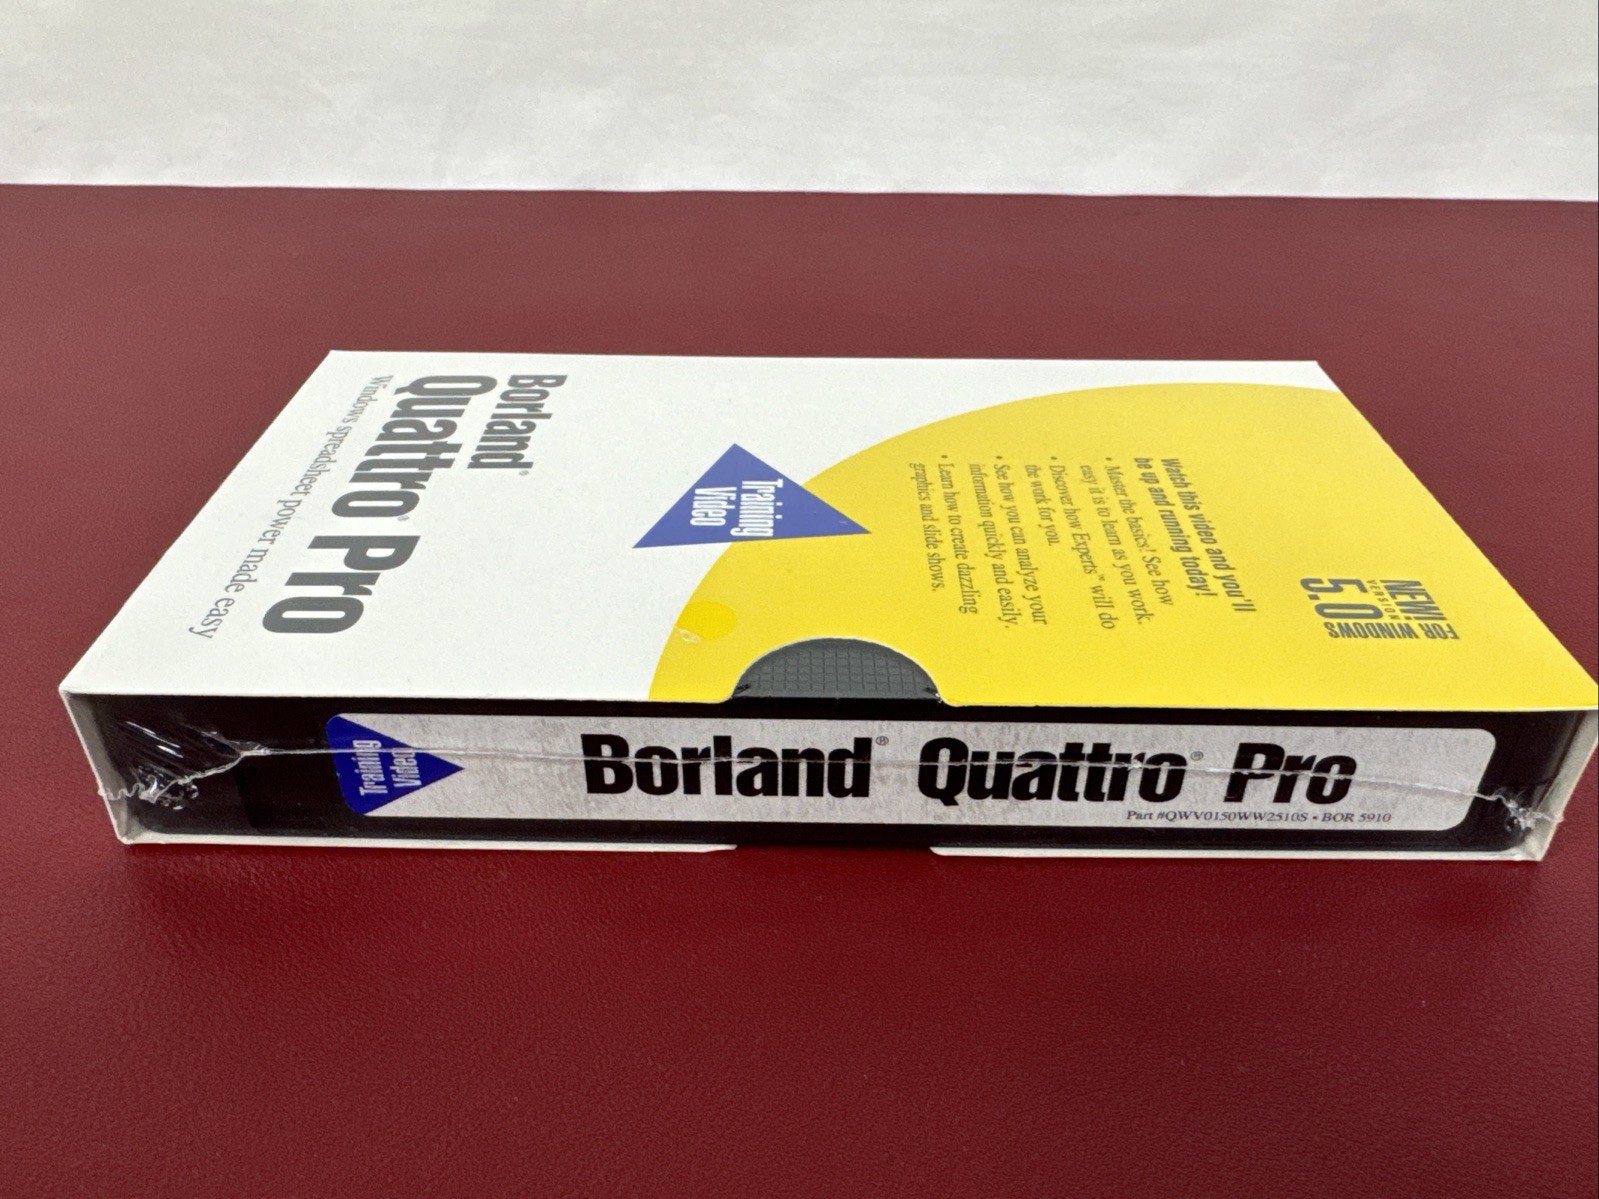 Borland®
Quattro® Pro
Windows spreadsheet power made easy
Training
Video
Watch this video and you'll
be up and running today!
• Master the basics! See how
easy it is to learn as you work.
• Discover how Experts™ will do
the work for you.
• See how you can analyze your
information quickly and easily.
• Learn how to create dazzling
graphics and slide shows.
NEW!
VERSION
5.0
FOR WINDOWS
Training
Video
Borland® Quattro® Pro
Part #QWV0150WW2510S • BOR 5910